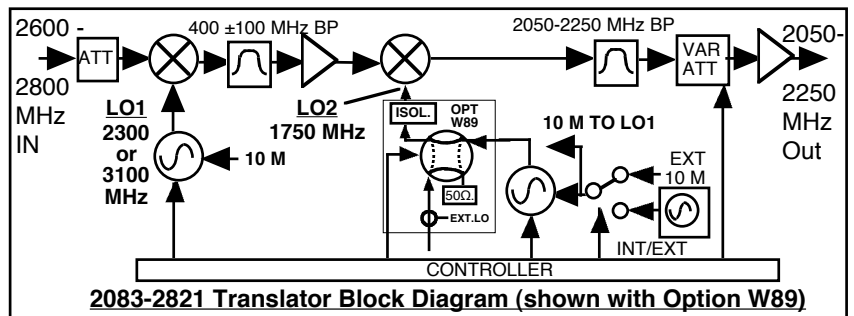 2600 -
2800
MHz
IN
ATT
400 ±100 MHz BP
LO1
2300
or
3100
MHz
10 M
LO2
1750 MHz
ISOL.
OPT
W89
50Ω.
EXT.LO
2050-2250 MHz BP
10 M TO LO1
EXT
10 M
INT/EXT
VAR
ATT
2050-
2250
MHz
Out
CONTROLLER
2083-2821 Translator Block Diagram (shown with Option W89)